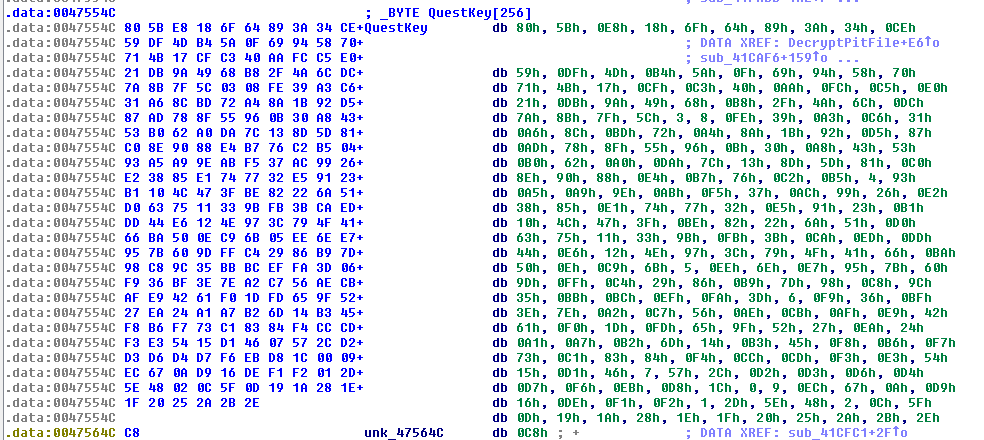 .data:0047554C ; _BYTE QuestKey[256]
.data:0047554C 80 5B E8 18 6F 64 89 3A 34 CE+QuestKey db 80h, 5Bh, 0E8h, 18h, 6Fh, 64h, 89h, 3Ah, 34h, 0CEh
.data:0047554C 59 DF 4D B4 5A 0F 69 94 58 70+ ; DATA XREF: DecryptPitFile+E6↑o
.data:0047554C 71 4B 17 CF C3 40 AA FC C5 E0+ ; sub_41CAF6+159↑o ...
.data:0047554C 21 DB 9A 49 68 B8 2F 4A 6C DC+ db 59h, 0DFh, 4Dh, 0B4h, 5Ah, 0Fh, 69h, 94h, 58h, 70h
.data:0047554C 7A 8B 7F 5C 03 08 FE 39 A3 C6+ db 71h, 4Bh, 17h, 0CFh, 0C3h, 40h, 0AAh, 0FCh, 0C5h, 0E0h
.data:0047554C 31 A6 8C BD 72 A4 8A 1B 92 D5+ db 21h, 0DBh, 9Ah, 49h, 68h, 0B8h, 2Fh, 4Ah, 6Ch, 0DCh
.data:0047554C 87 AD 78 8F 55 96 0B 30 A8 43+ db 7Ah, 8Bh, 7Fh, 5Ch, 3, 8, 0FEh, 39h, 0A3h, 0C6h, 31h
.data:0047554C 53 B0 62 A0 DA 7C 13 8D 5D 81+ db 0A6h, 8Ch, 0BDh, 72h, 0A4h, 8Ah, 1Bh, 92h, 0D5h, 87h
.data:0047554C C0 8E 90 88 E4 B7 76 C2 B5 04+ db 0ADh, 78h, 8Fh, 55h, 96h, 0Bh, 30h, 0A8h, 43h, 53h
.data:0047554C 93 A5 A9 9E AB F5 37 AC 99 26+ db 0B0h, 62h, 0A0h, 0DAh, 7Ch, 13h, 8Dh, 5Dh, 81h, 0C0h
.data:0047554C E2 38 85 E1 74 77 32 E5 91 23+ db 8Eh, 90h, 88h, 0E4h, 0B7h, 76h, 0C2h, 0B5h, 4, 93h
.data:0047554C B1 10 4C 47 3F BE 82 22 6A 51+ db 0A5h, 0A9h, 9Eh, 0ABh, 0F5h, 37h, 0ACh, 99h, 26h, 0E2h
.data:0047554C D0 63 75 11 33 9B FB 3B CA ED+ db 38h, 85h, 0E1h, 74h, 77h, 32h, 0E5h, 91h, 23h, 0B1h
.data:0047554C DD 44 E6 12 4E 97 3C 79 4F 41+ db 10h, 4Ch, 47h, 3Fh, 0BEh, 82h, 22h, 6Ah, 51h, 0D0h
.data:0047554C 66 BA 50 0E C9 6B 05 EE 6E E7+ db 63h, 75h, 11h, 33h, 9Bh, 0FBh, 3Bh, 0CAh, 0EDh, 0DDh
.data:0047554C 95 7B 60 9D FF C4 29 86 B9 7D+ db 44h, 0E6h, 12h, 4Eh, 97h, 3Ch, 79h, 4Fh, 41h, 66h, 0BAh
.data:0047554C 98 C8 9C 35 BB BC EF FA 3D 06+ db 50h, 0Eh, 0C9h, 6Bh, 5, 0EEh, 6Eh, 0E7h, 95h, 7Bh, 60h
.data:0047554C F9 36 BF 3E 7E A2 C7 56 AE CB+ db 9Dh, 0FFh, 0C4h, 29h, 86h, 0B9h, 7Dh, 98h, 0C8h, 9Ch
.data:0047554C AF E9 42 61 F0 1D FD 65 9F 52+ db 35h, 0BBh, 0BCh, 0EFh, 0FAh, 3Dh, 6, 0F9h, 36h, 0BFh
.data:0047554C 27 EA 24 A1 A7 B2 6D 14 B3 45+ db 3Eh, 7Eh, 0A2h, 0C7h, 56h, 0AEh, 0CBh, 0AFh, 0E9h, 42h
.data:0047554C F8 B6 F7 73 C1 83 84 F4 CC CD+ db 61h, 0F0h, 1Dh, 0FDh, 65h, 9Fh, 52h, 27h, 0EAh, 24h
.data:0047554C F3 E3 54 15 D1 46 07 57 2C D2+ db 0A1h, 0A7h, 0B2h, 6Dh, 14h, 0B3h, 45h, 0F8h, 0B6h, 0F7h
.data:0047554C D3 D6 D4 D7 F6 EB D8 1C 00 09+ db 73h, 0C1h, 83h, 84h, 0F4h, 0CCh, 0CDh, 0F3h, 0E3h, 54h
.data:0047554C EC 67 0A D9 16 DE F1 F2 01 2D+ db 15h, 0D1h, 46h, 7, 57h, 2Ch, 0D2h, 0D3h, 0D6h, 0D4h
.data:0047554C 5E 48 02 0C 5F 0D 19 1A 28 1E+ db 0D7h, 0F6h, 0EBh, 0D8h, 1Ch, 0, 9, 0ECh, 67h, 0Ah, 0D9h
.data:0047554C 1F 20 25 2A 2B 2E db 16h, 0DEh, 0F1h, 0F2h, 1, 2Dh, 5Eh, 48h, 2, 0Ch, 5Fh
.data:0047554C db 0Dh, 19h, 1Ah, 28h, 1Eh, 1Fh, 20h, 25h, 2Ah, 2Bh, 2Eh
.data:0047564C C8 unk_47564C db 0C8h ; + ; DATA XREF: sub_41CFC1+2F↑o